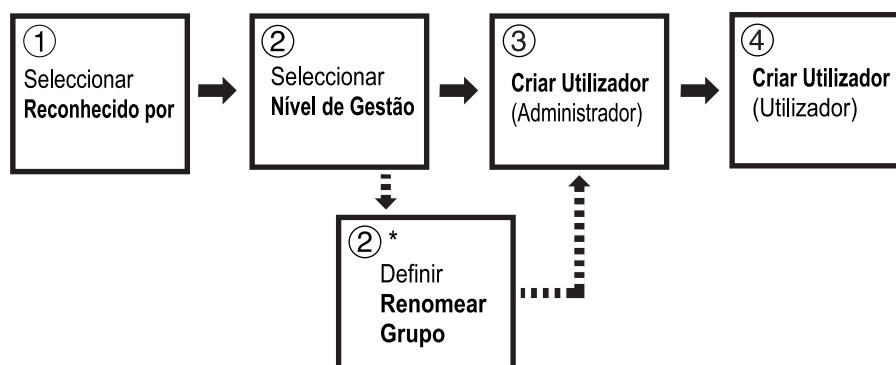 ①
Seleccionar
Reconhecido por
②
Seleccionar
Nível de Gestão
③
Criar Utilizador
(Administrador)
④
Criar Utilizador
(Utilizador)
② *
Definir
Renomear
Grupo